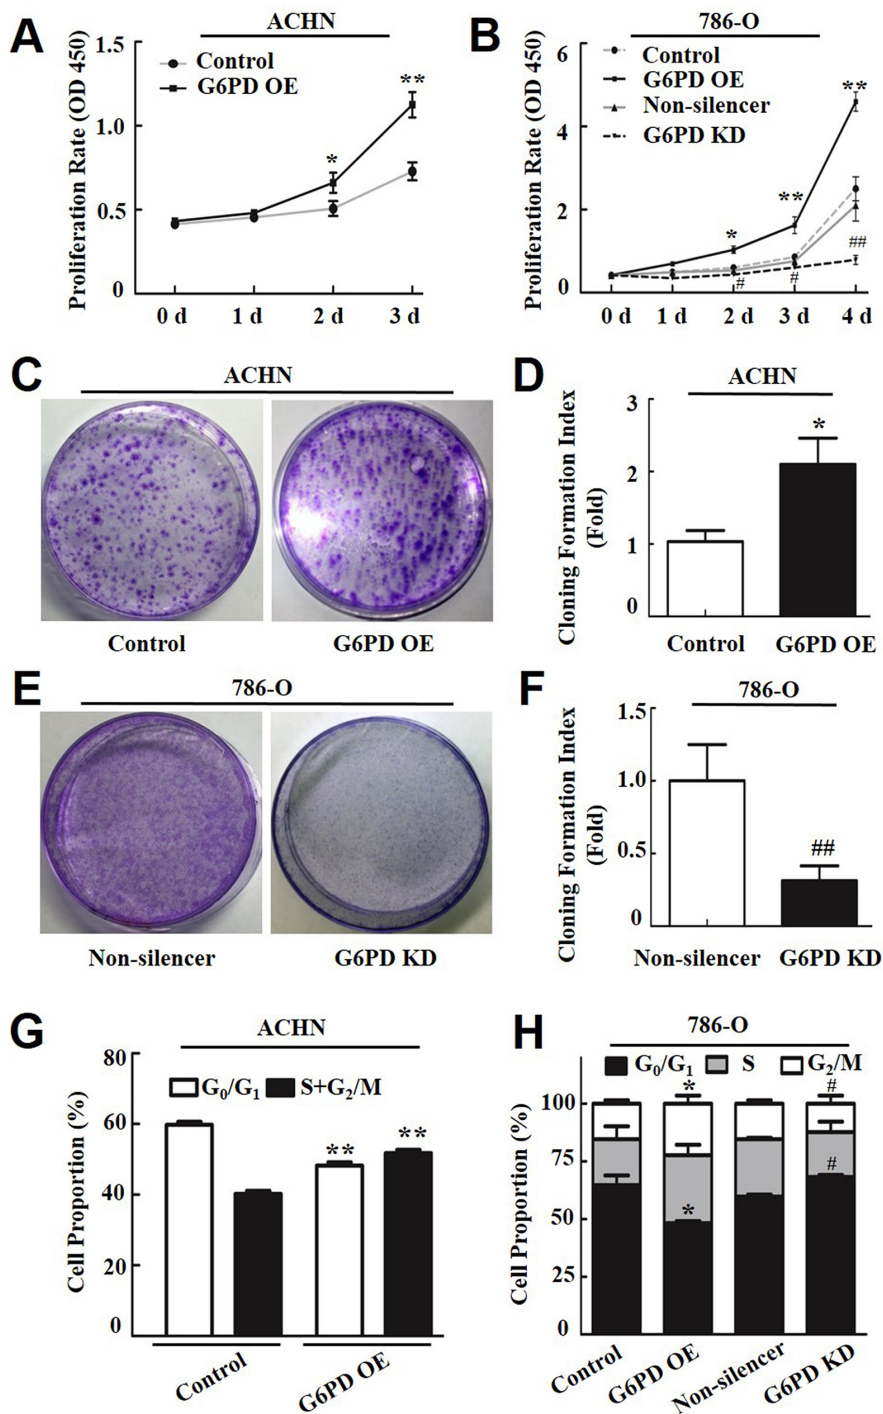 A
ACHN
Proliferation Rate (OD 450)
1.5
1.0
0.5
0
Control
G6PD OE
*
**
0 d 1 d 2 d 3 d
B
786-O
Proliferation Rate (OD 450)
6
4
2
0
Control
G6PD OE
Non-silencer
G6PD KD
*
**
**
#
#
##
0 d 1 d 2 d 3 d 4 d
C
ACHN
Control G6PD OE
D
ACHN
Cloning Formation Index
(Fold)
3
2
1
0
*
Control G6PD OE
E
786-O
Non-silencer G6PD KD
F
786-O
Cloning Formation Index
(Fold)
1.5
1.0
0.5
0
##
Non-silencer G6PD KD
G
ACHN
Cell Proportion (%)
80
60
40
20
0
G0/G1 S+G2/M
** **
Control G6PD OE
H
786-O
Cell Proportion (%)
G0/G1 S G2/M
100
75
50
25
0
* #
* #
Control G6PD OE Non-silencer G6PD KD